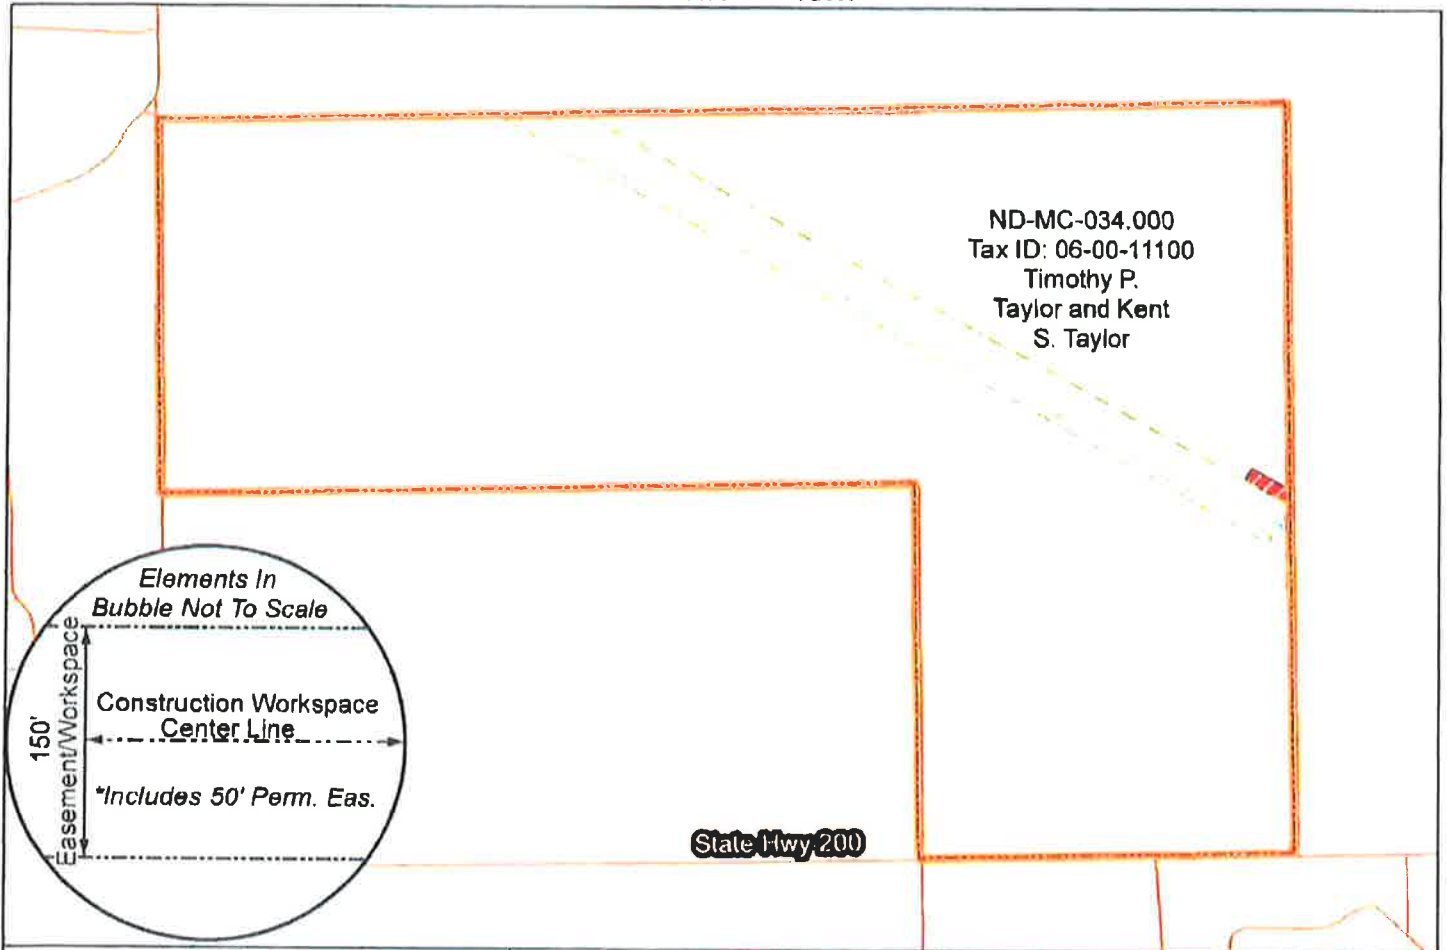 ND-MC-034.000
Tax ID: 06-00-11100
Timothy P.
Taylor and Kent
S. Taylor
Elements In
Bubble Not To Scale
150'
Easement/Workspace
Construction Workspace
Center Line
*Includes 50' Perm. Eas.
State Hwy 200